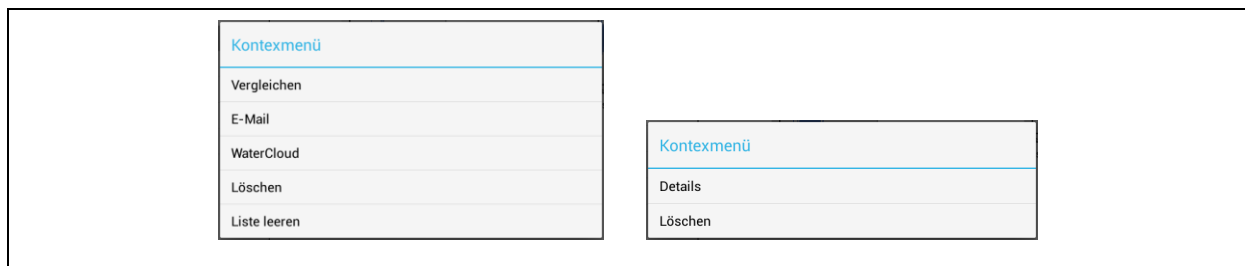 Kontexmenü
Vergleichen
E-Mail
WaterCloud
Löschen
Liste leeren
Kontexmenü
Details
Löschen